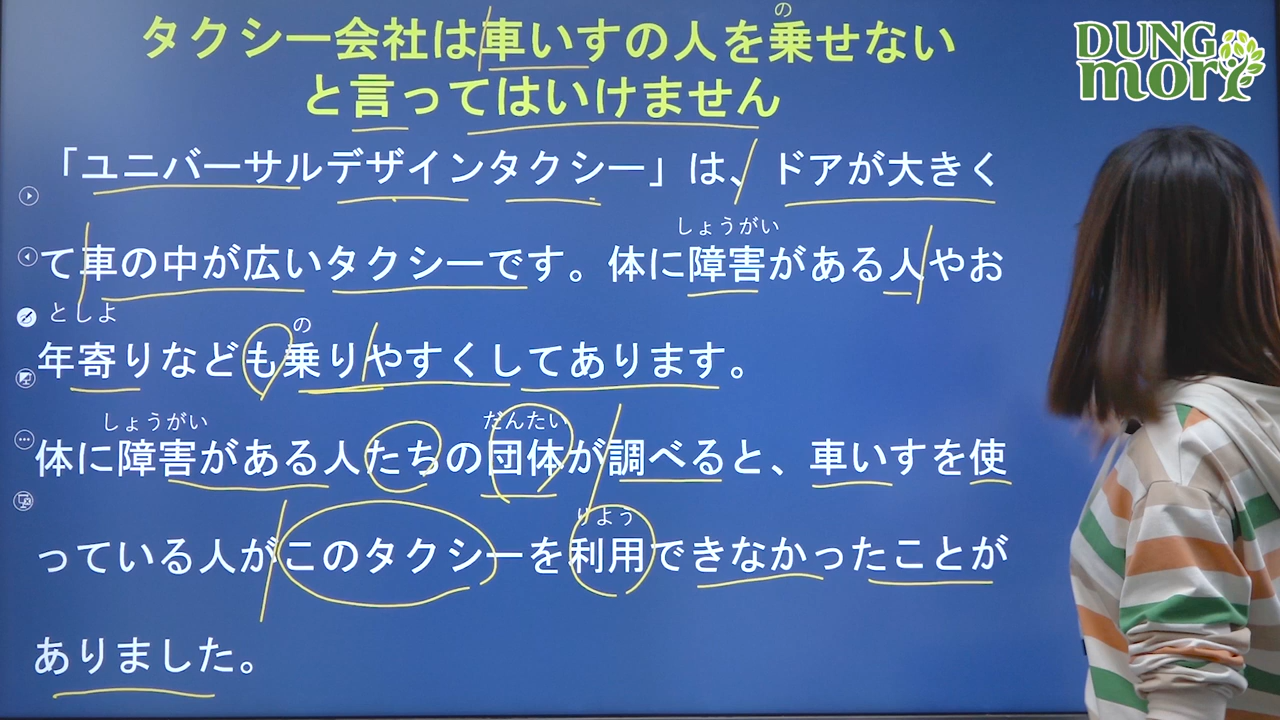 タクシー会社は車いすの人を乗せない
の
と言ってはいけません
DUNG
mori
「ユニバーサルデザインタクシー」は、ドアが大きく
しょうがい
て車の中が広いタクシーです。体に障害がある人やお
としよ
の
年寄りなども乗りやすくしてあります。
しょうがい
だんたい
体に障害がある人たちの団体が調べると、車いすを使
りよう
っている人がこのタクシーを利用できなかったことが
ありました。